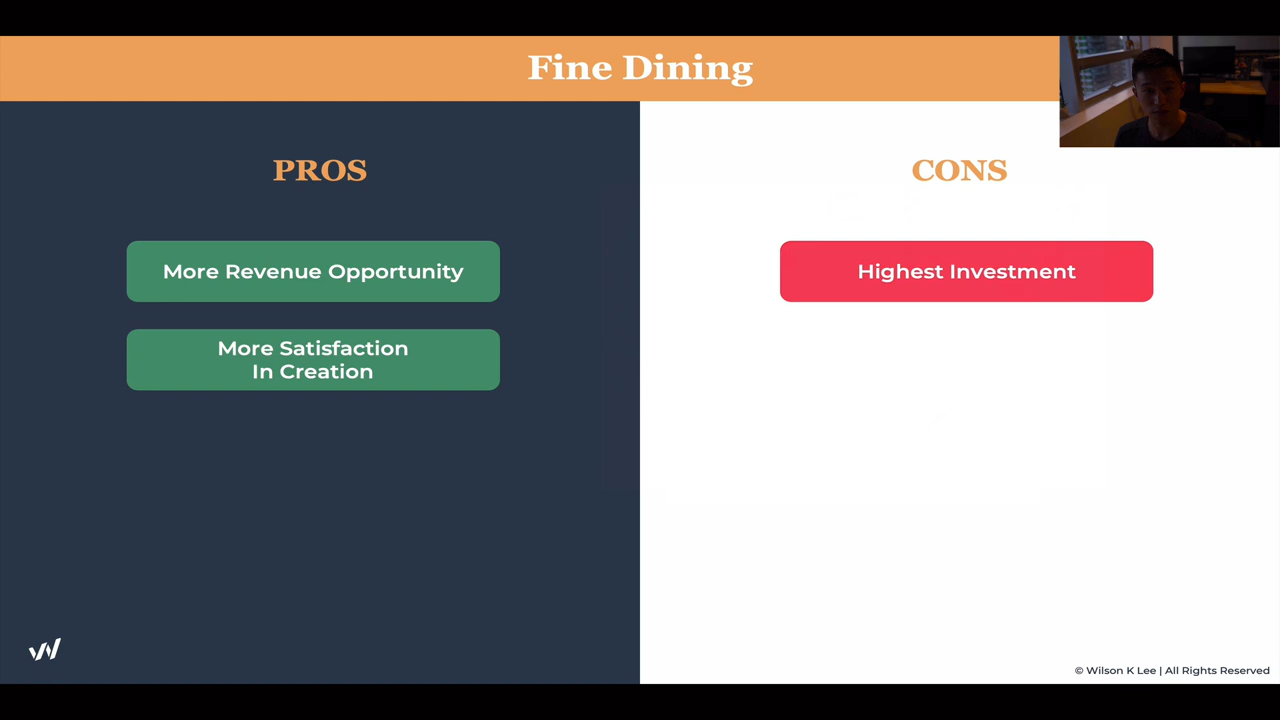 Fine Dining
PROS
More Revenue Opportunity
More Satisfaction
In Creation
CONS
Highest Investment
© Wilson K Lee | All Rights Reserved